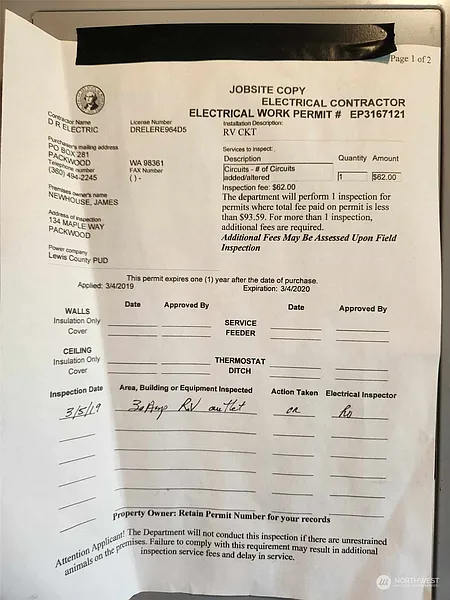 Page 1 of 2
JOBSITE COPY
ELECTRICAL CONTRACTOR
ELECTRICAL WORK PERMIT # EP3167121
Contractor Name
D R ELECTRIC
License Number
DRELERE964D5
Installation Description:
RV CKT
Purchaser's mailing address
PO BOX 281
PACKWOOD
WA 98361
Telephone number
(360) 494-2245
FAX Number
( ) -
Services to inspect:
Description Quantity Amount
Circuits - # of Circuits
added/altered 1 $62.00
Inspection fee: $62.00
Premises owner's name
NEWHOUSE, JAMES
The department will perform 1 inspection for
permits where total fee paid on permit is less
than $93.59. For more than 1 inspection,
additional fees are required.
Additional Fees May Be Assessed Upon Field
Inspection
Address of inspection
134 MAPLE WAY
PACKWOOD
Power company
Lewis County PUD
This permit expires one (1) year after the date of purchase.
Applied: 3/4/2019 Expiration: 3/4/2020
Date Approved By Date Approved By
WALLS
Insulation Only
Cover
SERVICE
FEEDER
CEILING
Insulation Only
Cover
THERMOSTAT
DITCH
Inspection Date Area, Building or Equipment Inspected Action Taken Electrical Inspector
3/5/19 30 Amp RV outlet
Property Owner: Retain Permit Number for your records
Attention Applicant! The Department will not conduct this inspection if there are unrestrained
animals on the premises. Failure to comply with this requirement may result in additional
inspection service fees and delay in service.
NORTHWEST